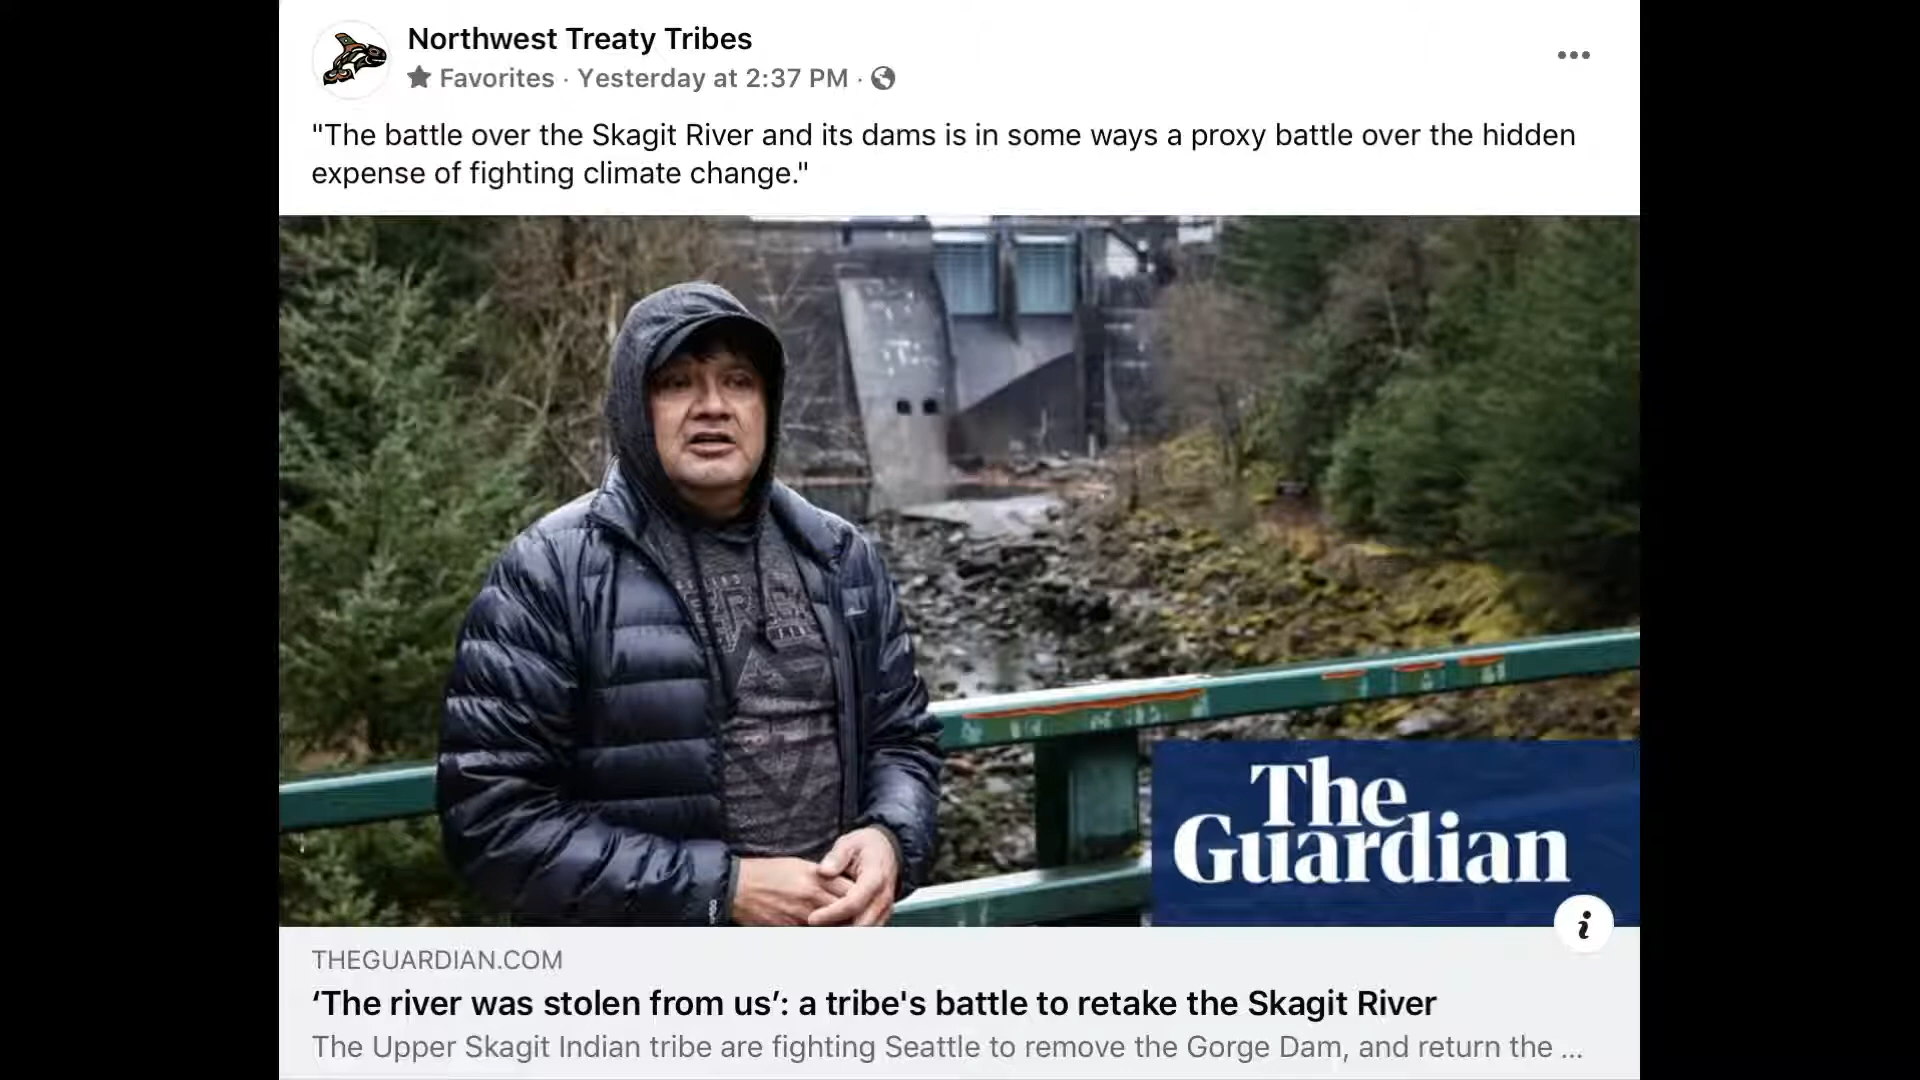 Northwest Treaty Tribes
Favorites · Yesterday at 2:37 PM ·
"The battle over the Skagit River and its dams is in some ways a proxy battle over the hidden
expense of fighting climate change."
The
Guardian
i
THEGUARDIAN.COM
‘The river was stolen from us’: a tribe's battle to retake the Skagit River
The Upper Skagit Indian tribe are fighting Seattle to remove the Gorge Dam, and return the ...